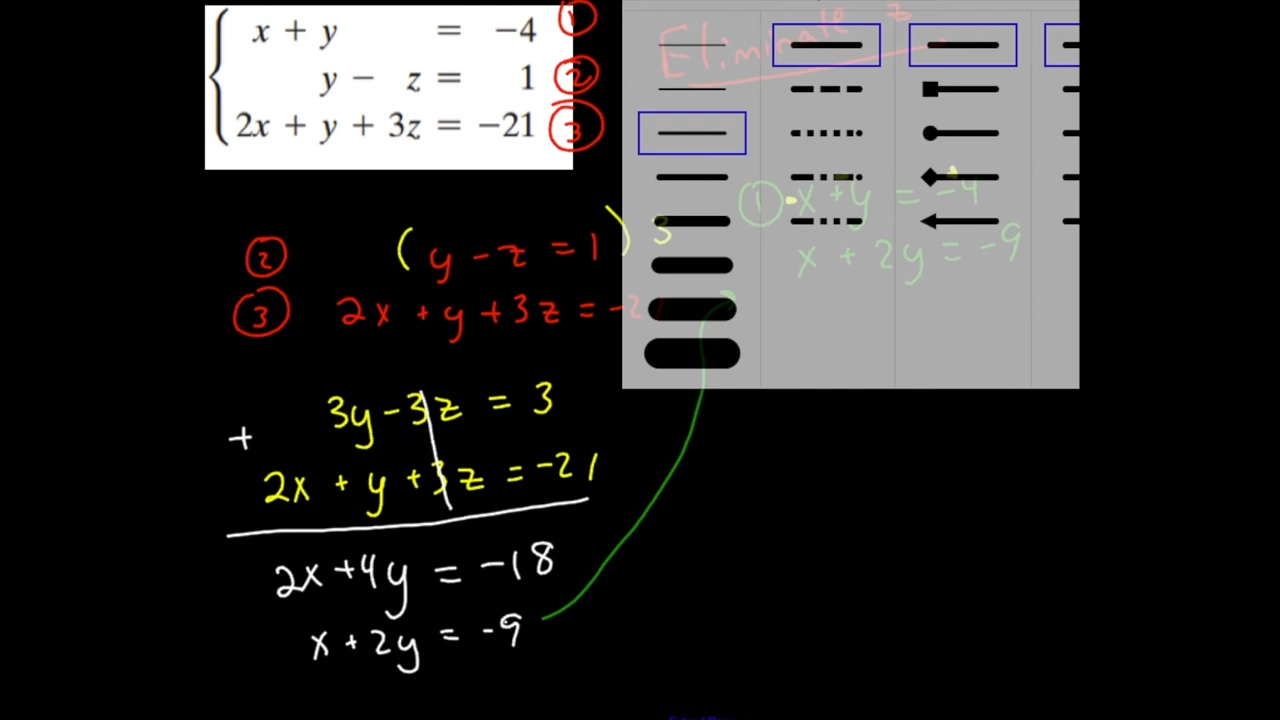 x + y = −4 ①
y − z = 1 ②
2x + y + 3z = −21 ③
Eliminate z
② (y - z = 1) 3
③ 2x + y + 3z = -21
① x + y = -4
x + 2y = -9
3y - 3z = 3
+ 2x + y + 3z = -21
2x + 4y = -18
x + 2y = -9